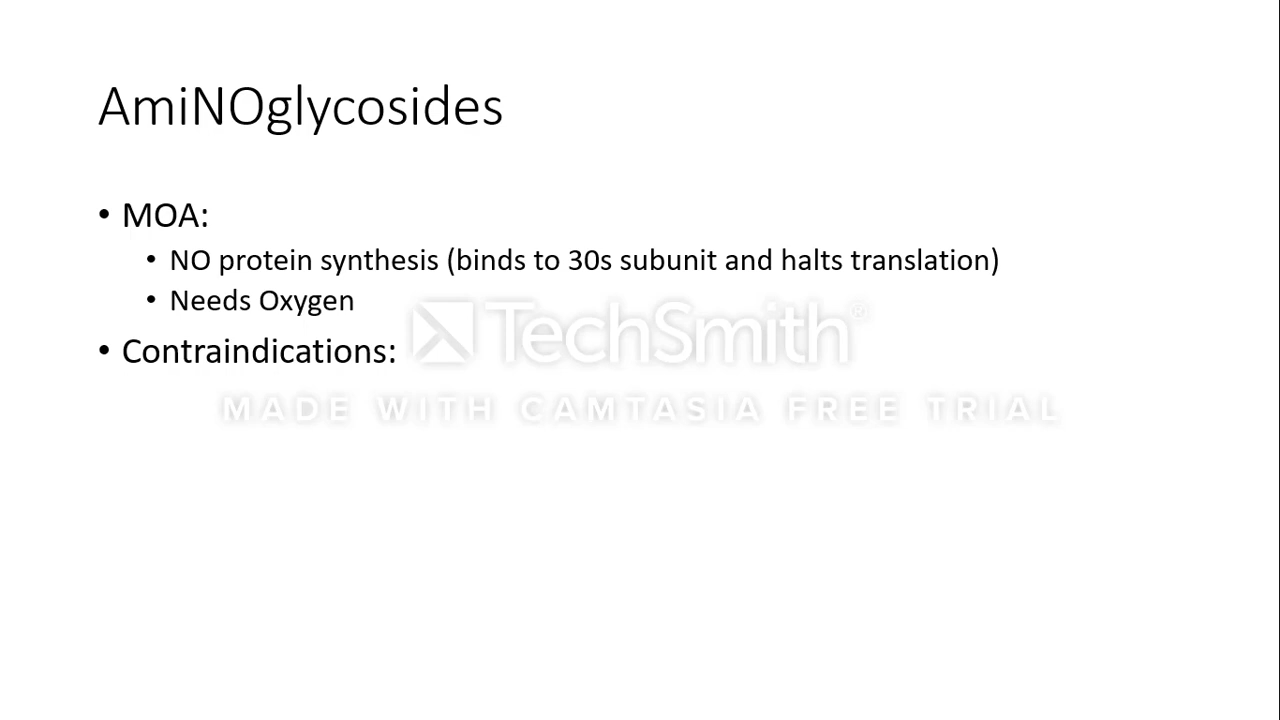 AmiNOglycosides
• MOA:
• NO protein synthesis (binds to 30s subunit and halts translation)
• Needs Oxygen
TechSmith®
• Contraindications:
MADE WITH CAMTASIA FREE TRIAL